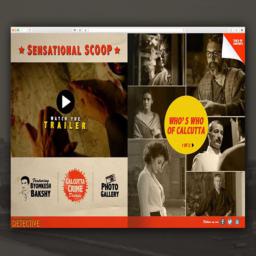 SENSATIONAL SCOOP
WATCH THE
TRAILER
Featuring
BYOMKESH
BAKSHY
CALCUTTA
CRIME
PHOTO
GALLERY
WHO'S WHO
OF CALCUTTA
DETECTIVE